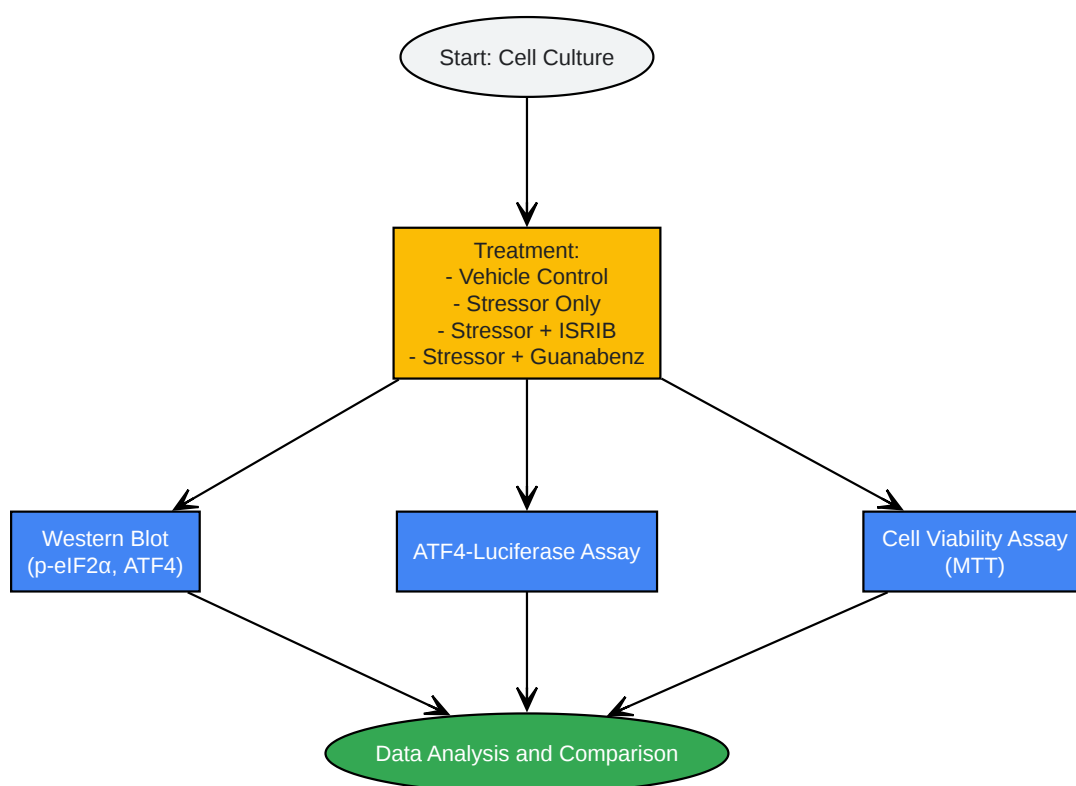 Start: Cell Culture
Treatment:
- Vehicle Control
- Stressor Only
- Stressor + ISRIB
- Stressor + Guanabenz
Western Blot
(p-eIF2α, ATF4)
ATF4-Luciferase Assay
Cell Viability Assay
(MTT)
Data Analysis and Comparison